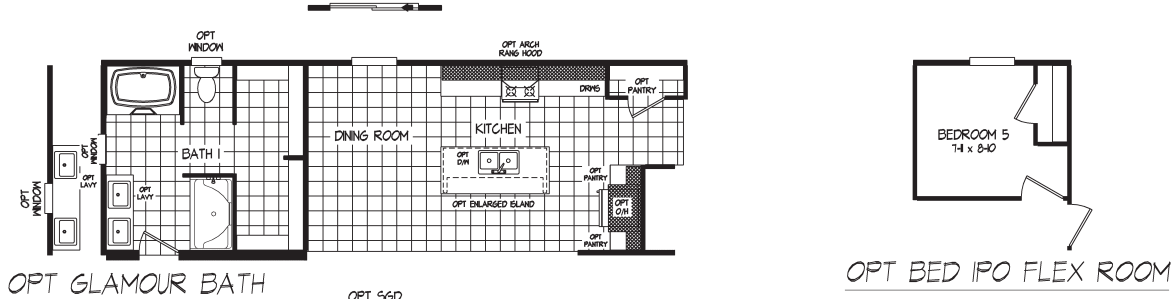 OPT
WINDOW
OPT ARCH
RANG HOOD
DRWS
OPT
PANTRY
DINING ROOM
KITCHEN
BATH 1
OPT
D/W
OPT
WINDOW
OPT
LAVY
OPT
WINDOW
OPT
LAVY
OPT ENLARGED ISLAND
OPT
PANTRY
OPT
O/H
OPT
PANTRY
OPT GLAMOUR BATH
OPT SGD
BEDROOM 5
7-11 x 8-10
OPT BED IPO FLEX ROOM